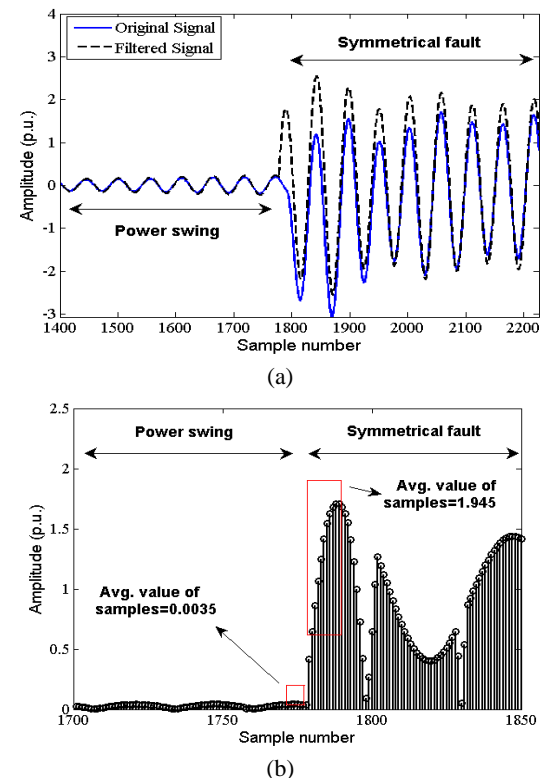 Original Signal
Filtered Signal
Symmetrical fault
Power swing
Amplitude (p.u.)
4
3
2
1
0
-1
-2
-3
1400 1500 1600 1700 1800 1900 2000 2100 2200
Sample number
(a)
Power swing Symmetrical fault
Avg. value of
samples=1.945
Avg. value of
samples=0.0035
Amplitude (p.u.)
2.5
2
1.5
1
0.5
0
1700 1750 1800 1850
Sample number
(b)